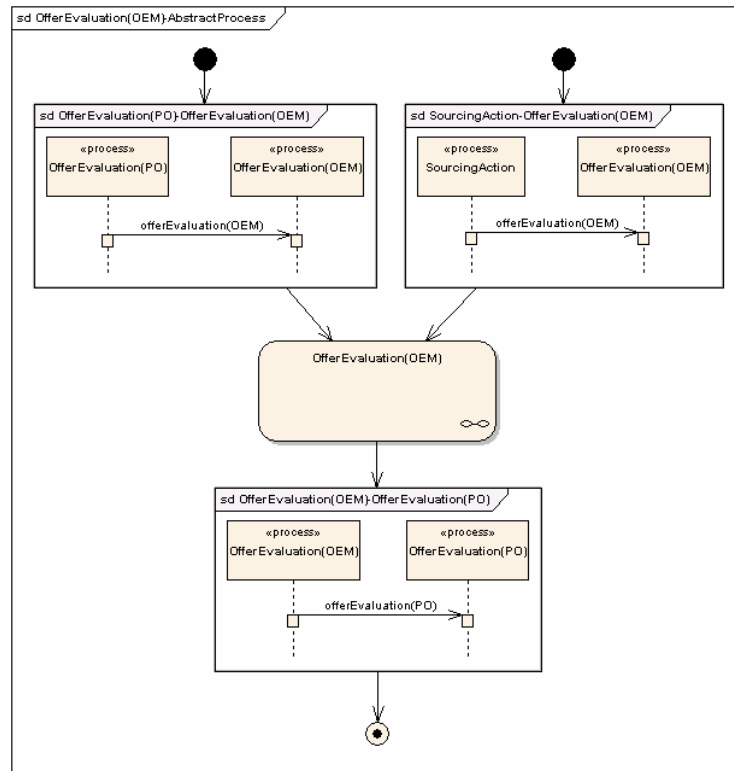 sd OfferEvaluation(OEM)-AbstractProcess
sd OfferEvaluation(PO)-OfferEvaluation(OEM)
«process»
OfferEvaluation(PO)
«process»
OfferEvaluation(OEM)
offerEvaluation(OEM)
sd SourcingAction-OfferEvaluation(OEM)
«process»
SourcingAction
«process»
OfferEvaluation(OEM)
offerEvaluation(OEM)
OfferEvaluation(OEM)
sd OfferEvaluation(OEM)-OfferEvaluation(PO)
«process»
OfferEvaluation(OEM)
«process»
OfferEvaluation(PO)
offerEvaluation(PO)